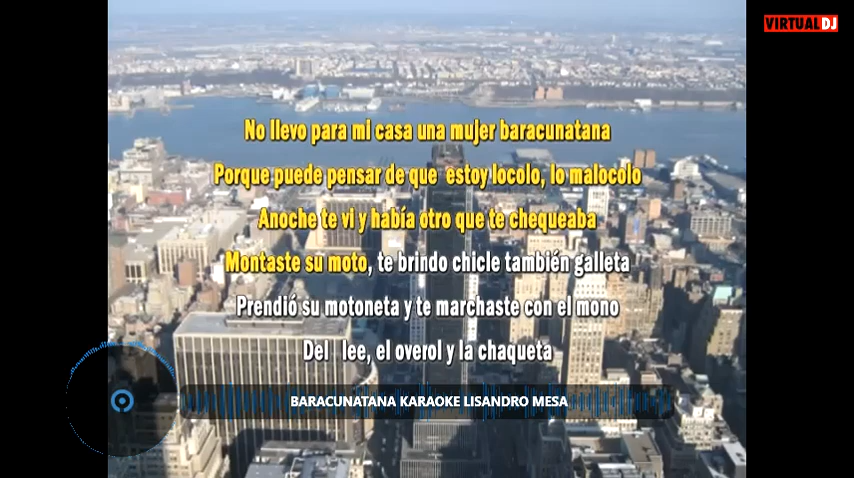 VIRTUALDJ
No llevo para mi casa una mujer baracunatana
Porque puede pensar de que estoy locolo, lo malocolo
Anoche te vi y había otro que te chequeaba
Montaste su moto, te brindo chicle también galleta
Prendió su motoneta y te marchaste con el mono
Del lee, el overol y la chaqueta
BARACUNATANA KARAOKE LISANDRO MESA